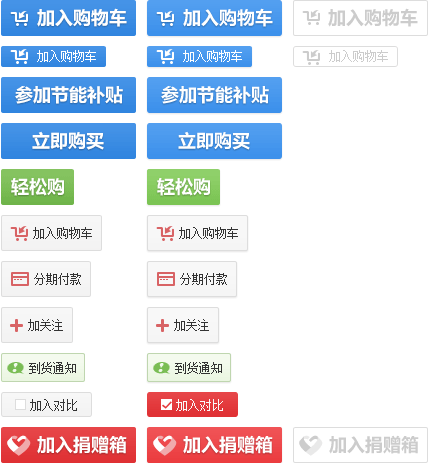 加入购物车 加入购物车 加入购物车
加入购物车 加入购物车 加入购物车
参加节能补贴 参加节能补贴
立即购买 立即购买
轻松购 轻松购
加入购物车 加入购物车
分期付款 分期付款
加关注 加关注
到货通知 到货通知
加入对比 加入对比
加入捐赠箱 加入捐赠箱 加入捐赠箱